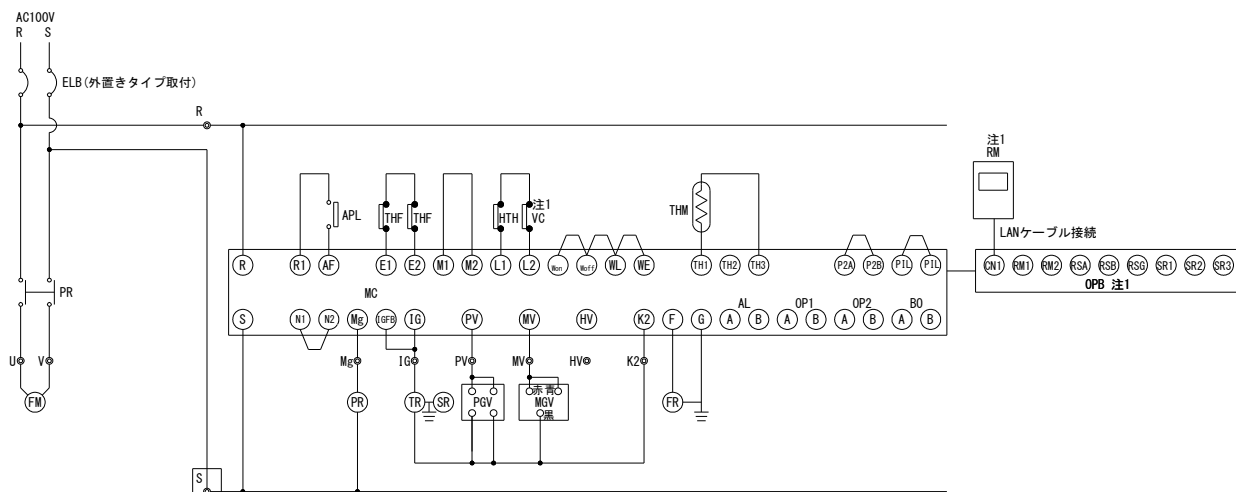 AC100V
R S
ELB(外置きタイプ取付)
R
注1
RM
APL
THF
THF
HTH
注1
VC
THM
LANケーブル接続
R
R1
AF
E1
E2
M1
M2
L1
L2
Won
Woff
WL
WE
TH1
TH2
TH3
P2A
P2B
PIL
PIL
CN1
RM1
RM2
RSA
RSB
RSG
SR1
SR2
SR3
OPB 注1
PR
MC
AL
OP1
OP2
BO
S
N1
N2
Mg
IGFB
IG
PV
MV
HV
K2
F
G
A
B
A
B
A
B
A
B
U
V
Mg
IG
PV
MV
HV
K2
FM
PR
TR
SR
PGV
赤
青
MGV
黒
FR
S